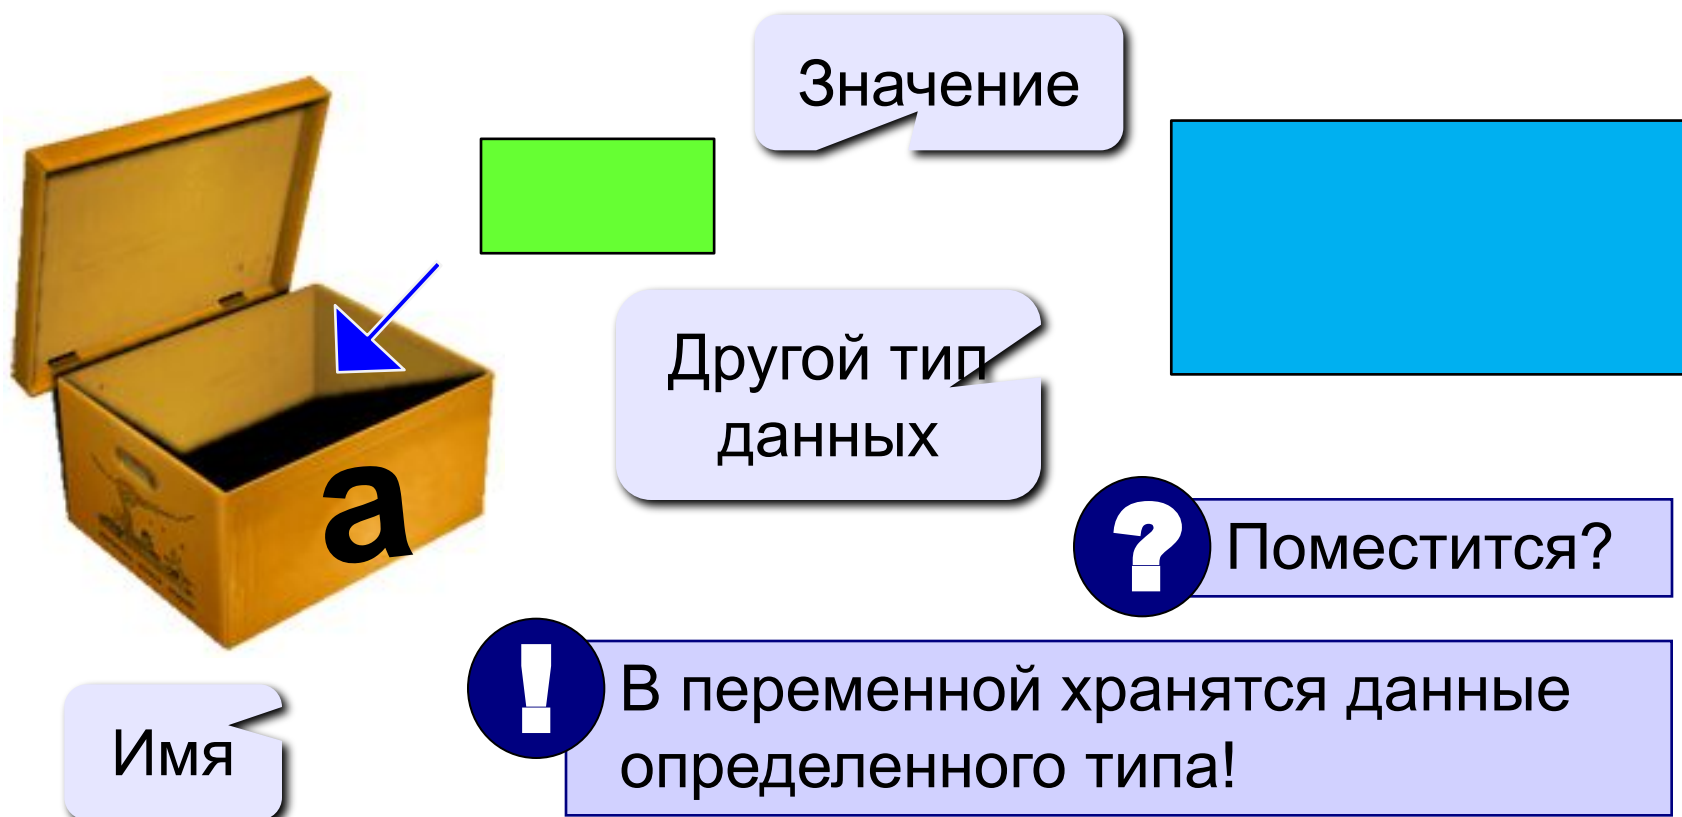 Значение
Другой тип
данных
a
?
Поместится?
!
В переменной хранятся данные
определенного типа!
Имя